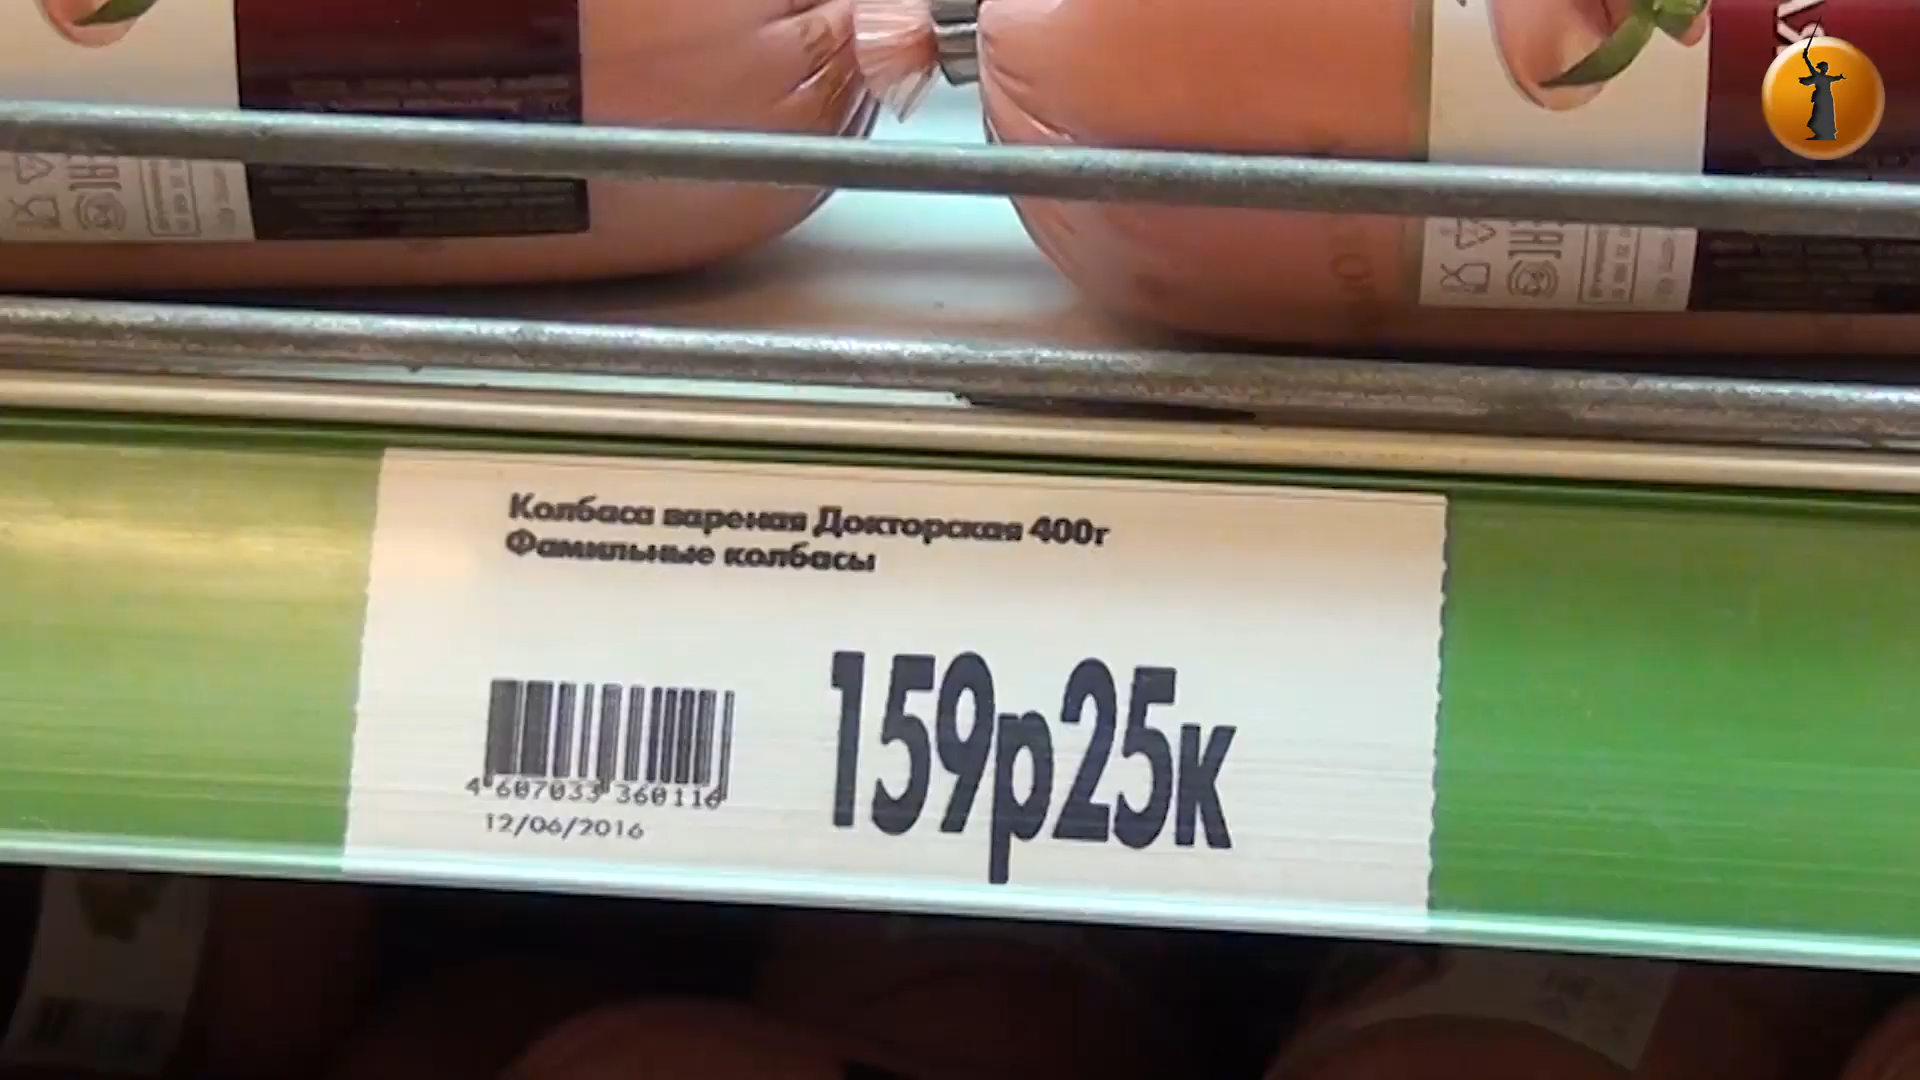 Колбаса вареная Докторская 400г
Фамильные колбасы
159р25к
4 607033 360116
12/06/2016